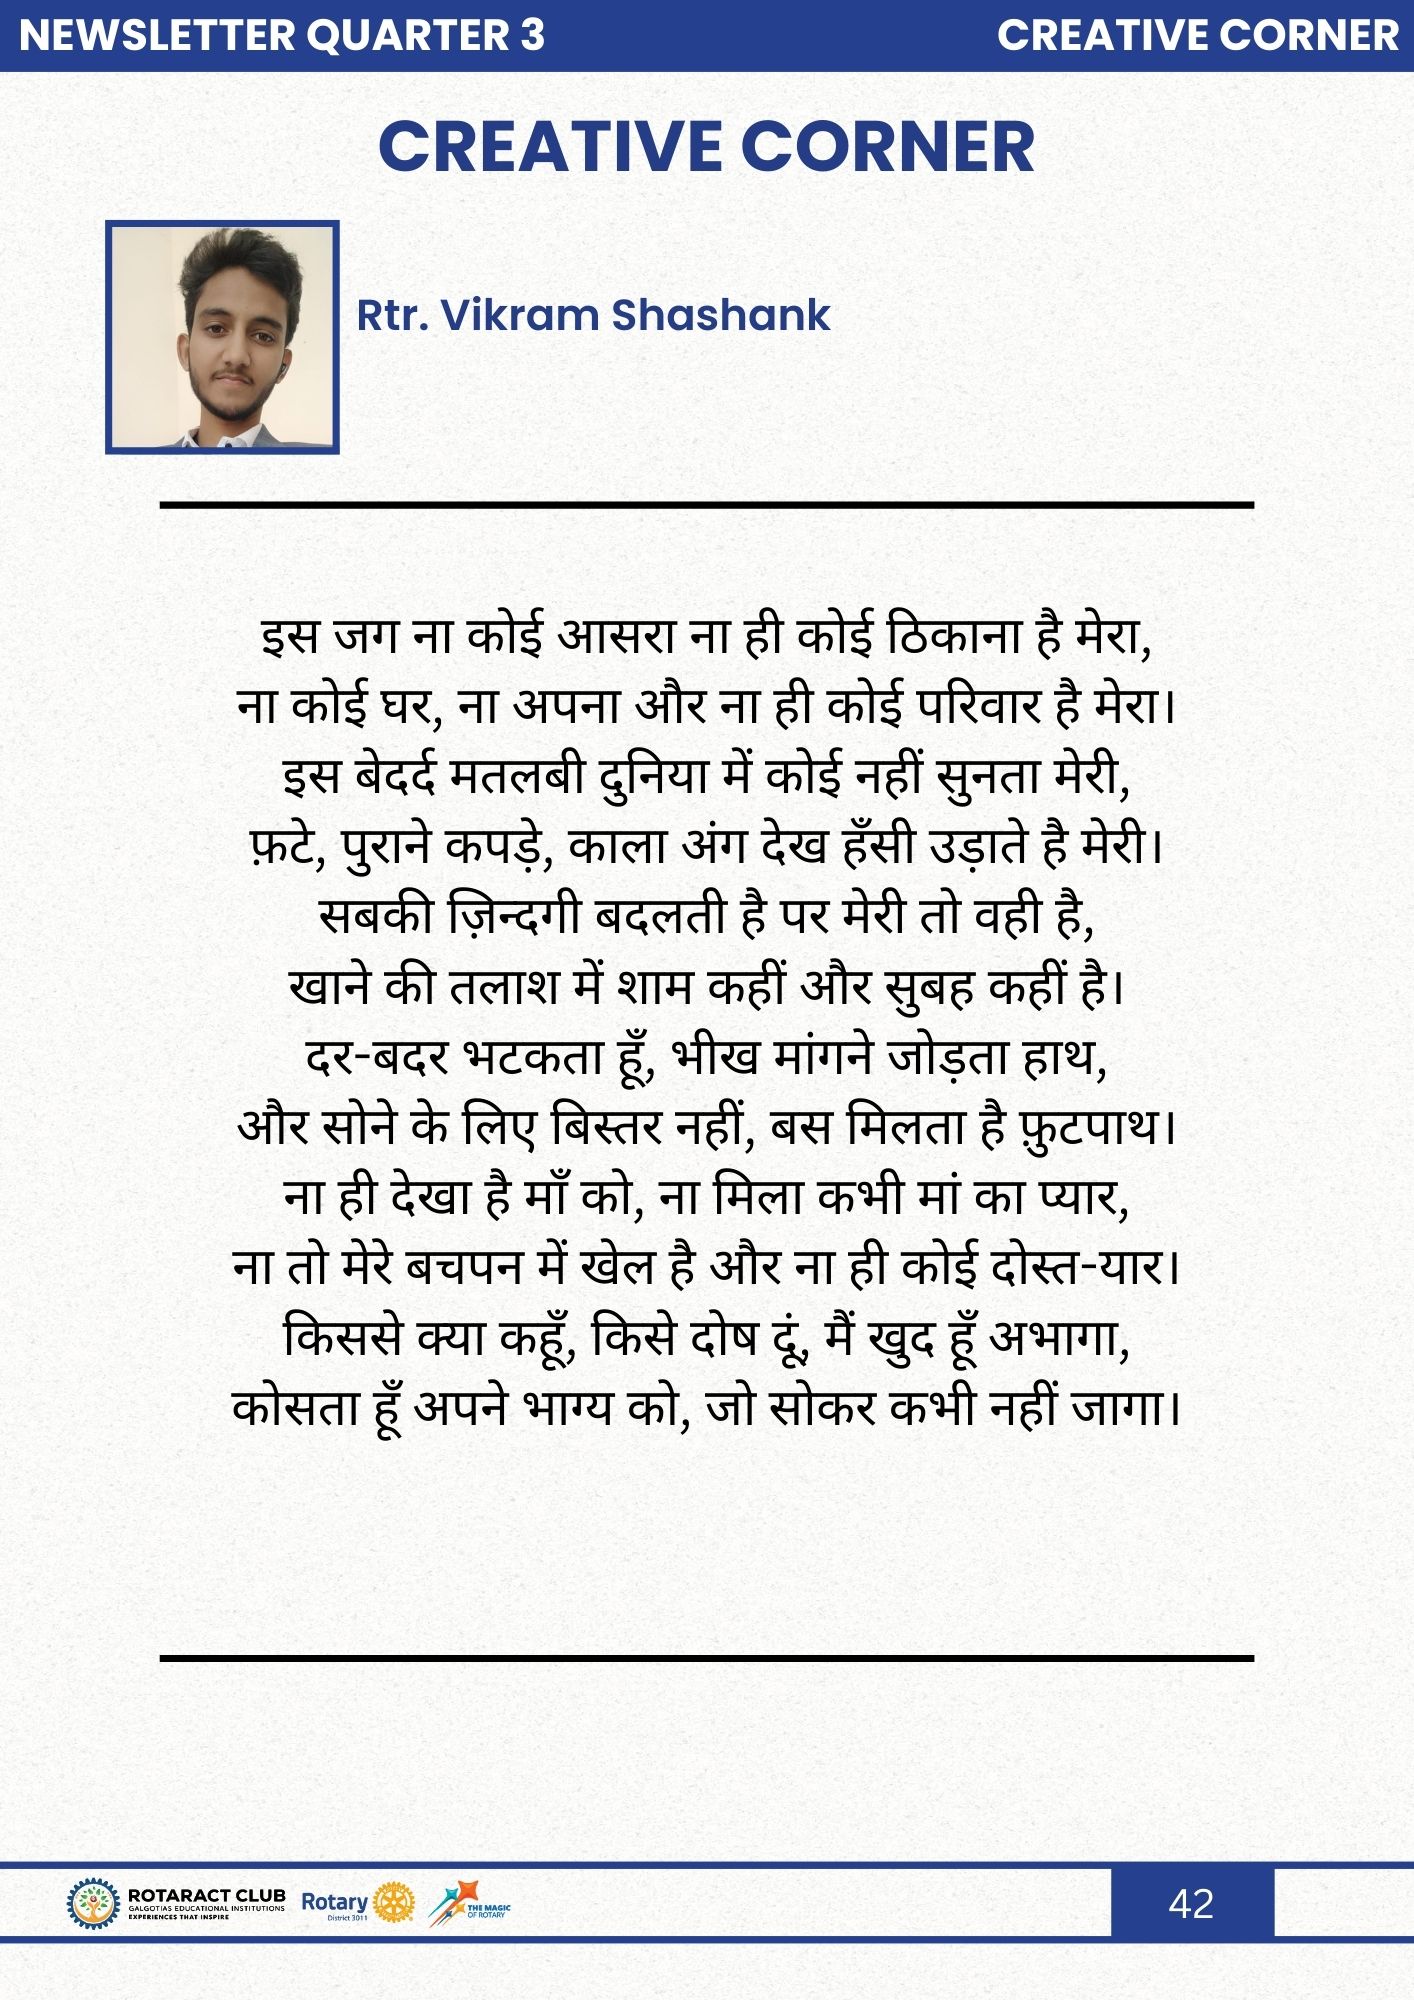 NEWSLETTER QUARTER 3
CREATIVE CORNER
CREATIVE CORNER
Rtr. Vikram Shashank
इस जग ना कोई आसरा ना ही कोई ठिकाना है मेरा,
ना कोई घर, ना अपना और ना ही कोई परिवार है मेरा।
इस बेदर्द मतलबी दुनिया में कोई नहीं सुनता मेरी,
फ़टे, पुराने कपड़े, काला अंग देख हँसी उड़ाते है मेरी।
सबकी ज़िन्दगी बदलती है पर मेरी तो वही है,
खाने की तलाश में शाम कहीं और सुबह कहीं है।
दर-बदर भटकता हूँ, भीख मांगने जोड़ता हाथ,
और सोने के लिए बिस्तर नहीं, बस मिलता है फ़ुटपाथ।
ना ही देखा है माँ को, ना मिला कभी मां का प्यार,
ना तो मेरे बचपन में खेल है और ना ही कोई दोस्त-यार।
किससे क्या कहूँ, किसे दोष दूं, मैं खुद हूँ अभागा,
कोसता हूँ अपने भाग्य को, जो सोकर कभी नहीं जागा।
ROTARACT CLUB
GALGOTIAS EDUCATIONAL INSTITUTIONS
EXPERIENCES THAT INSPIRE
Rotary
District 3011
THE MAGIC
OF ROTARY
42